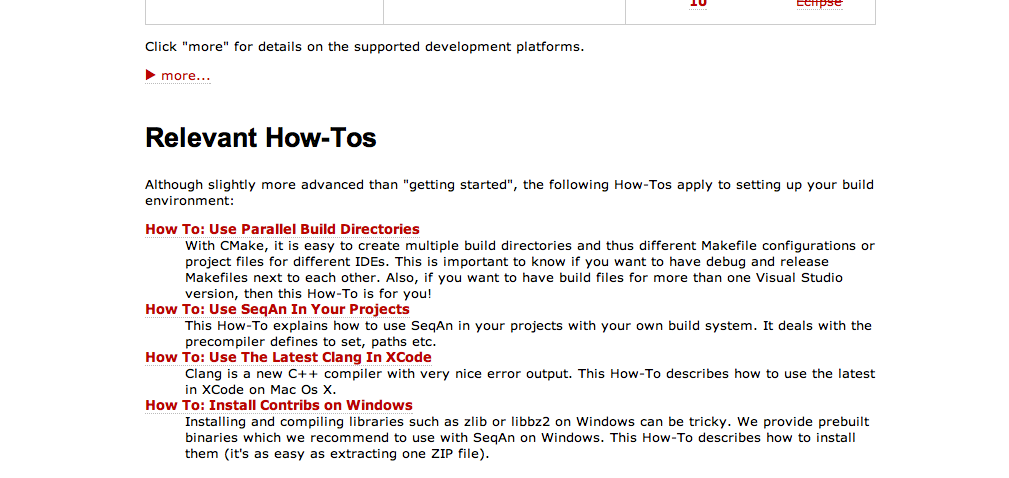 10 Eclipse
Click "more" for details on the supported development platforms.
more...
Relevant How-Tos
Although slightly more advanced than "getting started", the following How-Tos apply to setting up your build
environment:
How To: Use Parallel Build Directories
With CMake, it is easy to create multiple build directories and thus different Makefile configurations or
project files for different IDEs. This is important to know if you want to have debug and release
Makefiles next to each other. Also, if you want to have build files for more than one Visual Studio
version, then this How-To is for you!
How To: Use SeqAn In Your Projects
This How-To explains how to use SeqAn in your projects with your own build system. It deals with the
precompiler defines to set, paths etc.
How To: Use The Latest Clang In XCode
Clang is a new C++ compiler with very nice error output. This How-To describes how to use the latest
in XCode on Mac Os X.
How To: Install Contribs on Windows
Installing and compiling libraries such as zlib or libbz2 on Windows can be tricky. We provide prebuilt
binaries which we recommend to use with SeqAn on Windows. This How-To describes how to install
them (it's as easy as extracting one ZIP file).